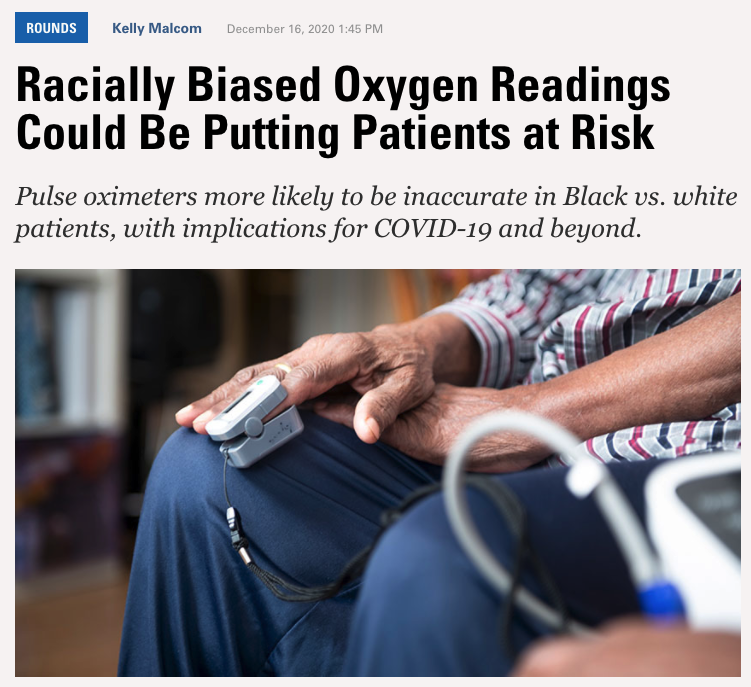 ROUNDS Kelly Malcom December 16, 2020 1:45 PM
Racially Biased Oxygen Readings
Could Be Putting Patients at Risk
Pulse oximeters more likely to be inaccurate in Black vs. white
patients, with implications for COVID-19 and beyond.